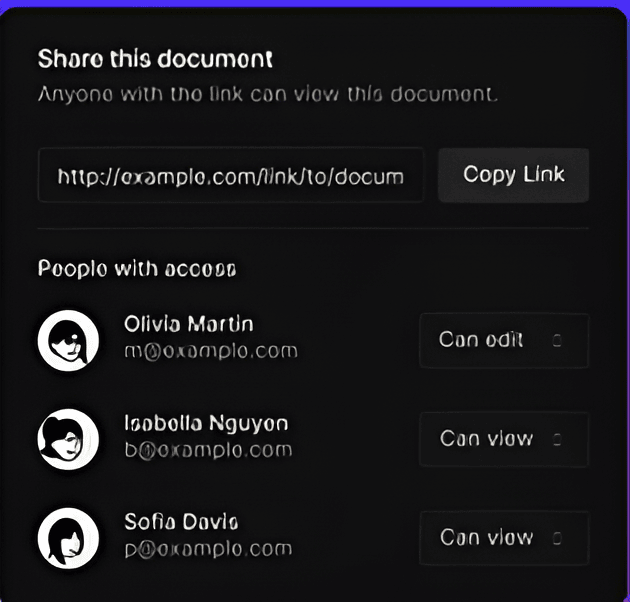 Share this document
Anyone with the link can view this document.
http://example.com/link/to/docum
Copy Link
People with access
Olivia Martin
m@example.com
Can edit
Isabella Nguyen
b@example.com
Can view
Sofia Davis
p@example.com
Can view